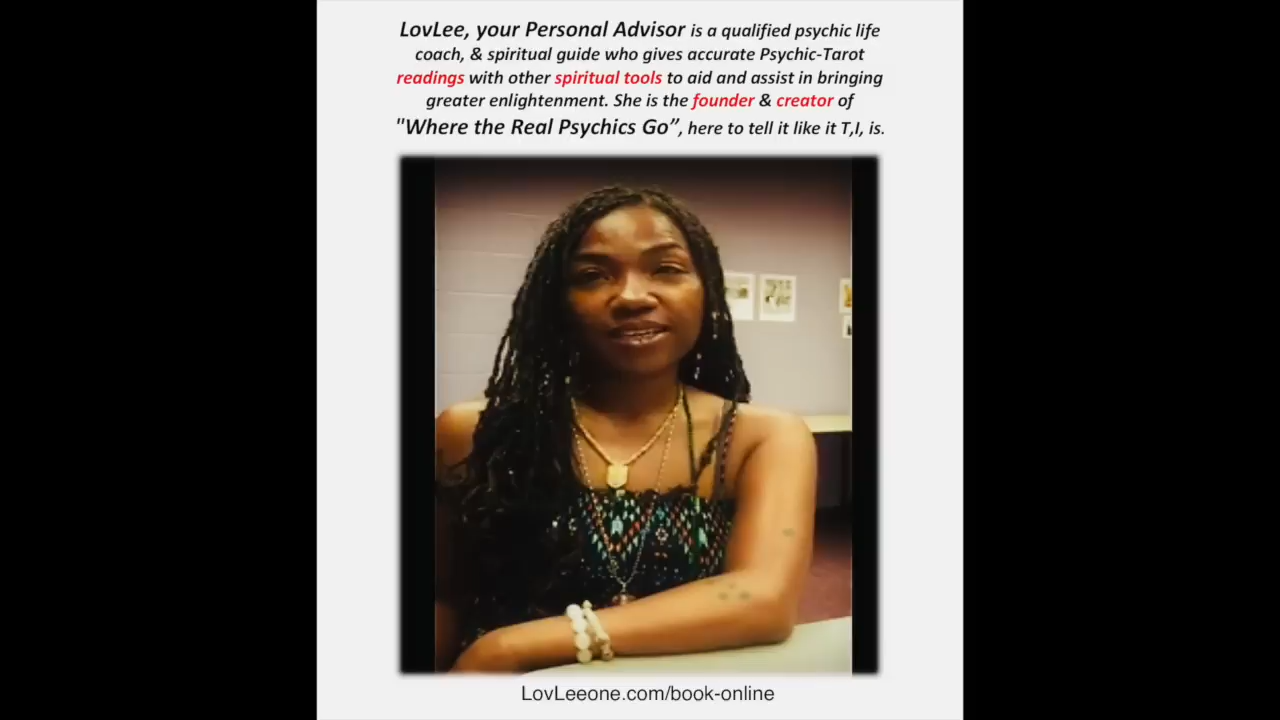 LovLee, your Personal Advisor is a qualified psychic life
coach, & spiritual guide who gives accurate Psychic-Tarot
readings with other spiritual tools to aid and assist in bringing
greater enlightenment. She is the founder & creator of
"Where the Real Psychics Go”, here to tell it like it T,I, is.
LovLeeone.com/book-online